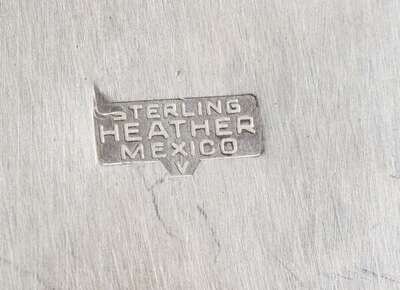 STERLING
HEATHER
MEXICO
V